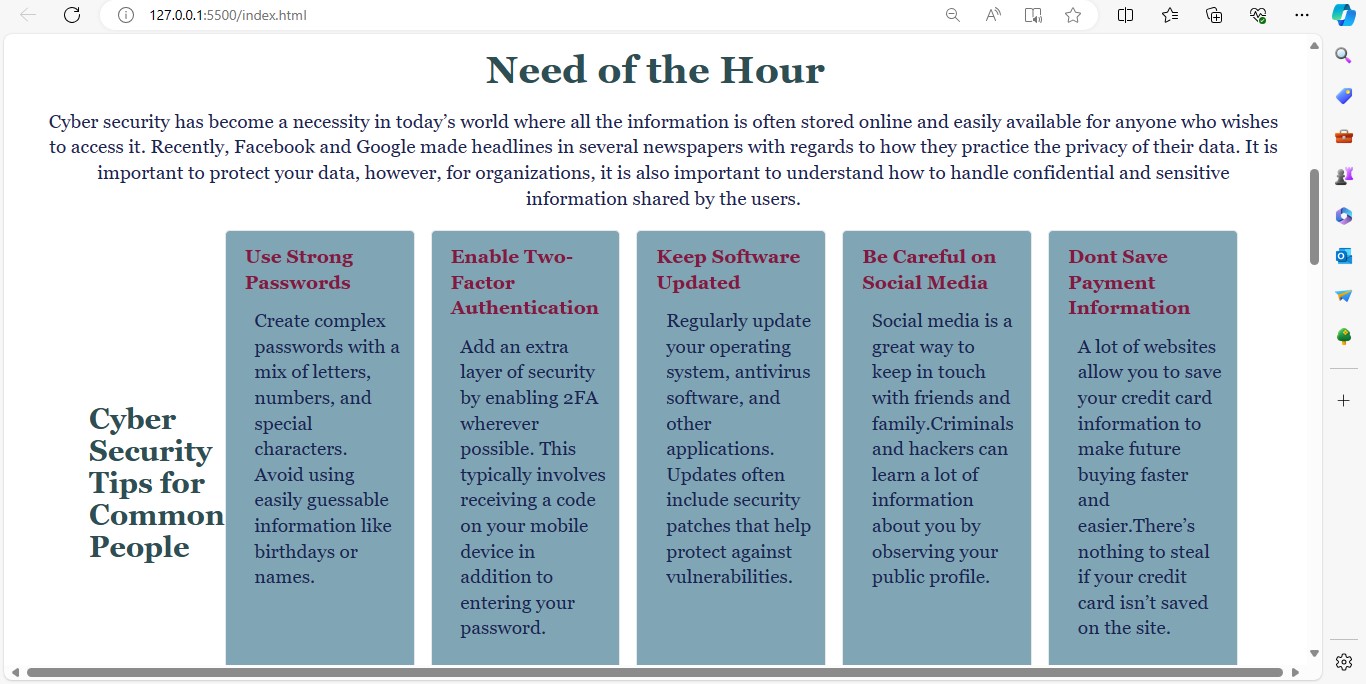 127.0.0.1:5500/index.html
Need of the Hour
Cyber security has become a necessity in today’s world where all the information is often stored online and easily available for anyone who wishes
to access it. Recently, Facebook and Google made headlines in several newspapers with regards to how they practice the privacy of their data. It is
important to protect your data, however, for organizations, it is also important to understand how to handle confidential and sensitive
information shared by the users.
Cyber
Security
Tips for
Common
People
Use Strong
Passwords
Create complex
passwords with a
mix of letters,
numbers, and
special
characters.
Avoid using
easily guessable
information like
birthdays or
names.
Enable Two-
Factor
Authentication
Add an extra
layer of security
by enabling 2FA
wherever
possible. This
typically involves
receiving a code
on your mobile
device in
addition to
entering your
password.
Keep Software
Updated
Regularly update
your operating
system, antivirus
software, and
other
applications.
Updates often
include security
patches that help
protect against
vulnerabilities.
Be Careful on
Social Media
Social media is a
great way to
keep in touch
with friends and
family.Criminals
and hackers can
learn a lot of
information
about you by
observing your
public profile.
Dont Save
Payment
Information
A lot of websites
allow you to save
your credit card
information to
make future
buying faster
and
easier.There’s
nothing to steal
if your credit
card isn’t saved
on the site.